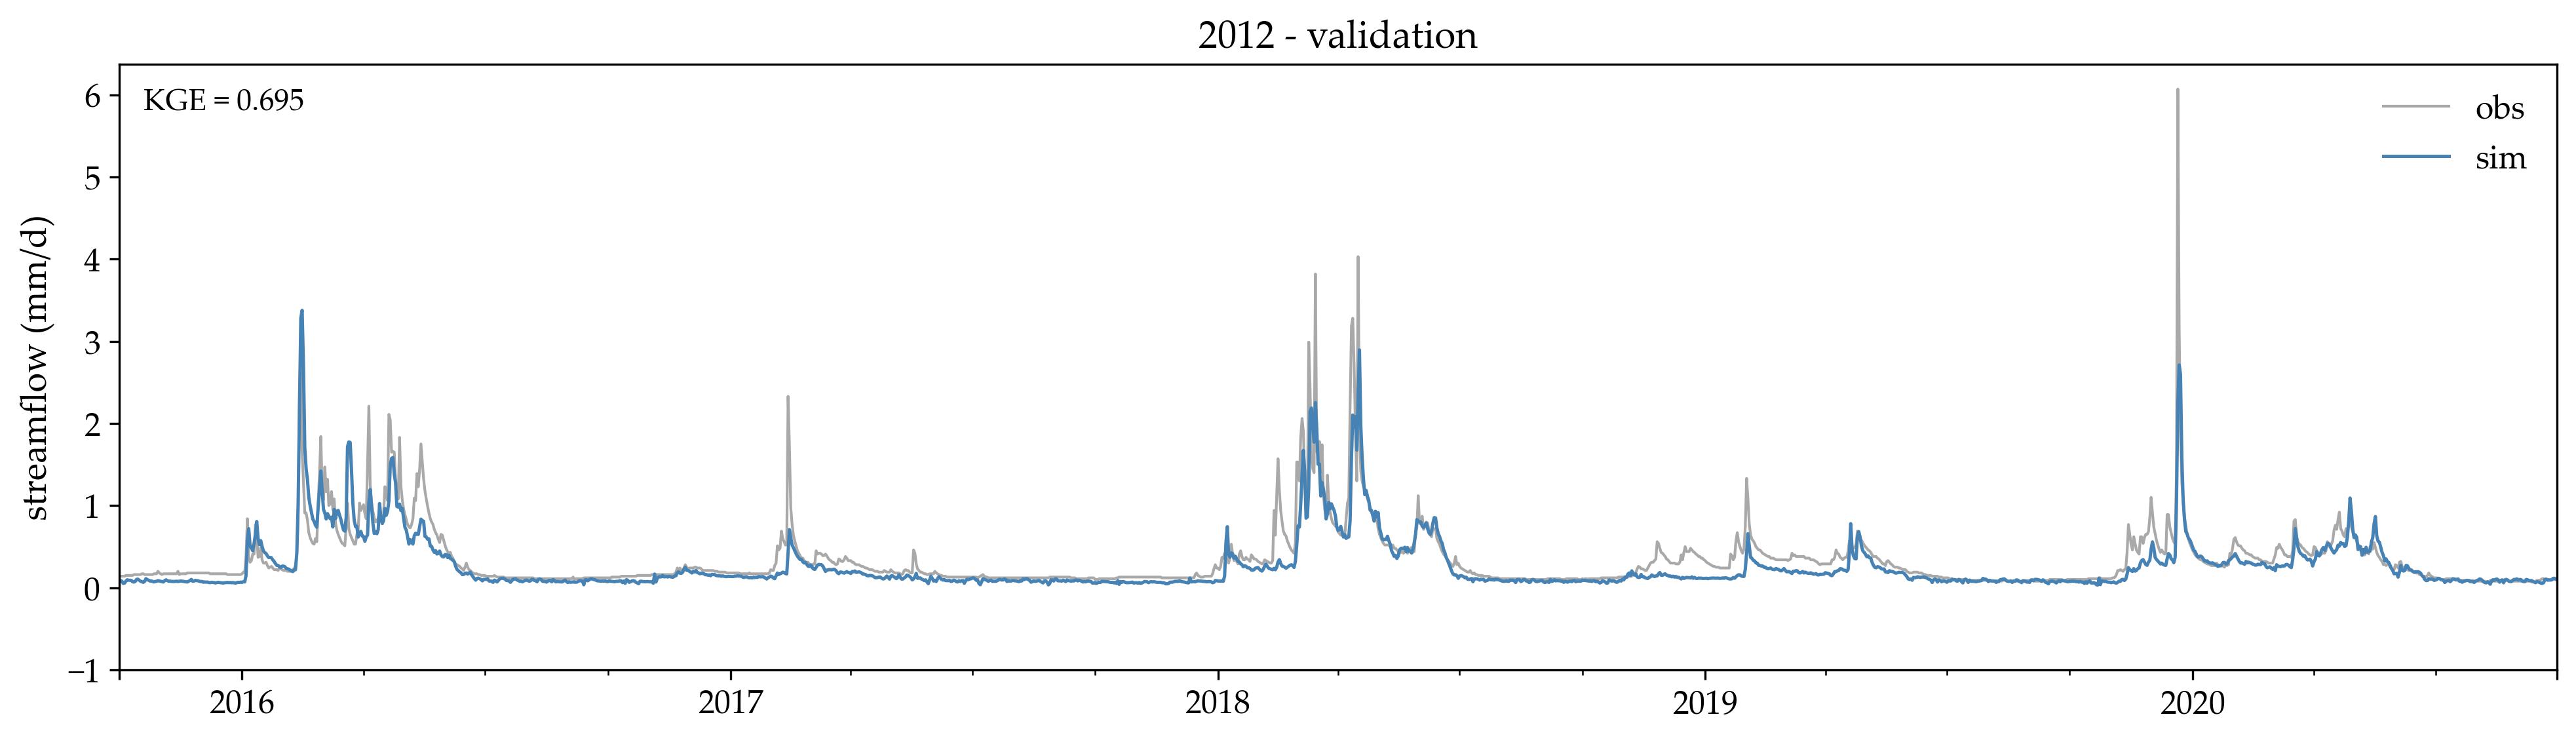 2012 - validation
KGE = 0.695
obs
sim
streamflow (mm/d)
6
5
4
3
2
1
0
−1
2016 2017 2018 2019 2020